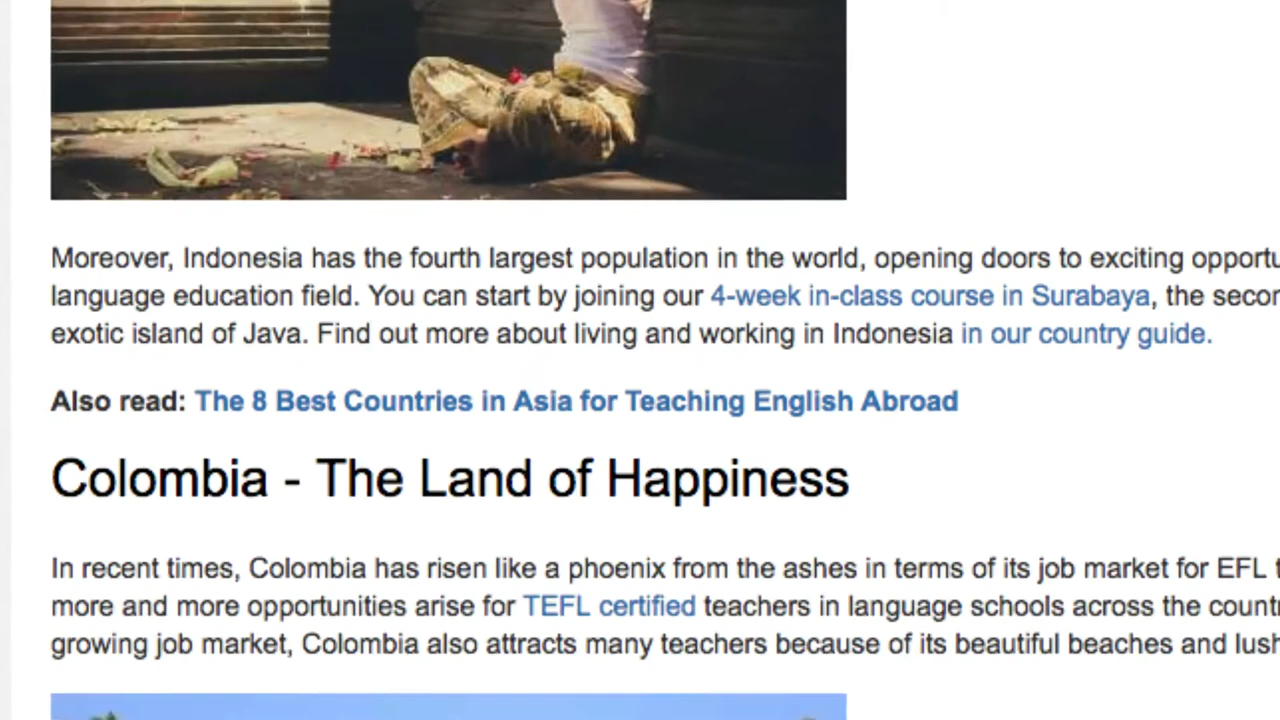 Moreover, Indonesia has the fourth largest population in the world, opening doors to exciting
language education field. You can start by joining our 4-week in-class course in Surabaya, the
exotic island of Java. Find out more about living and working in Indonesia in our country guide.
Also read: The 8 Best Countries in Asia for Teaching English Abroad
Colombia - The Land of Happiness
In recent times, Colombia has risen like a phoenix from the ashes in terms of its job market for EFL
more and more opportunities arise for TEFL certified teachers in language schools across the
growing job market, Colombia also attracts many teachers because of its beautiful beaches and